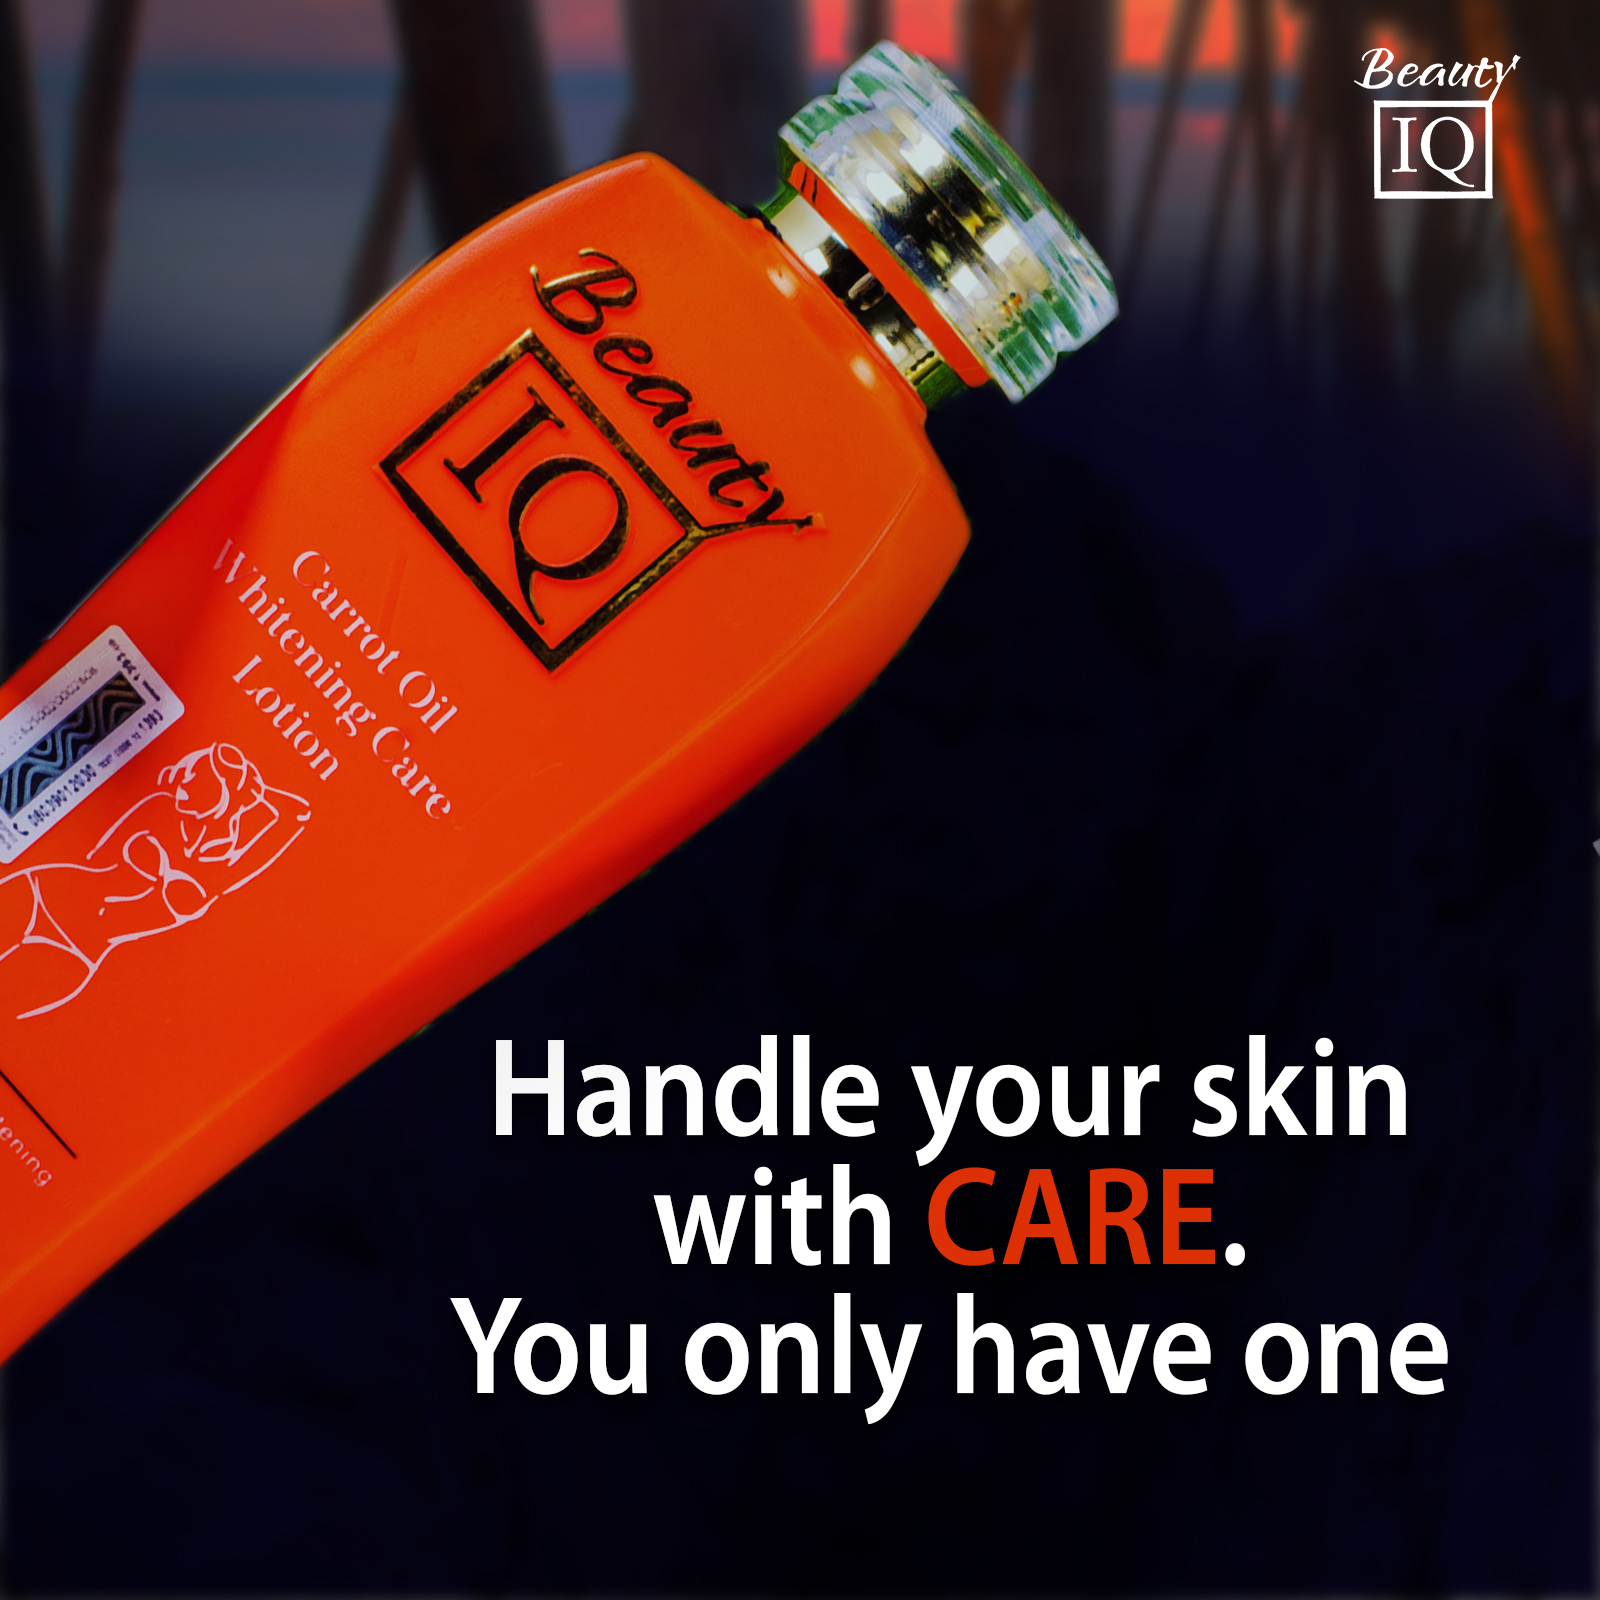 Beauty
IQ
Beauty
IQ
Carrot Oil
Whitening Care
Lotion
Handle your skin
with CARE.
You only have one